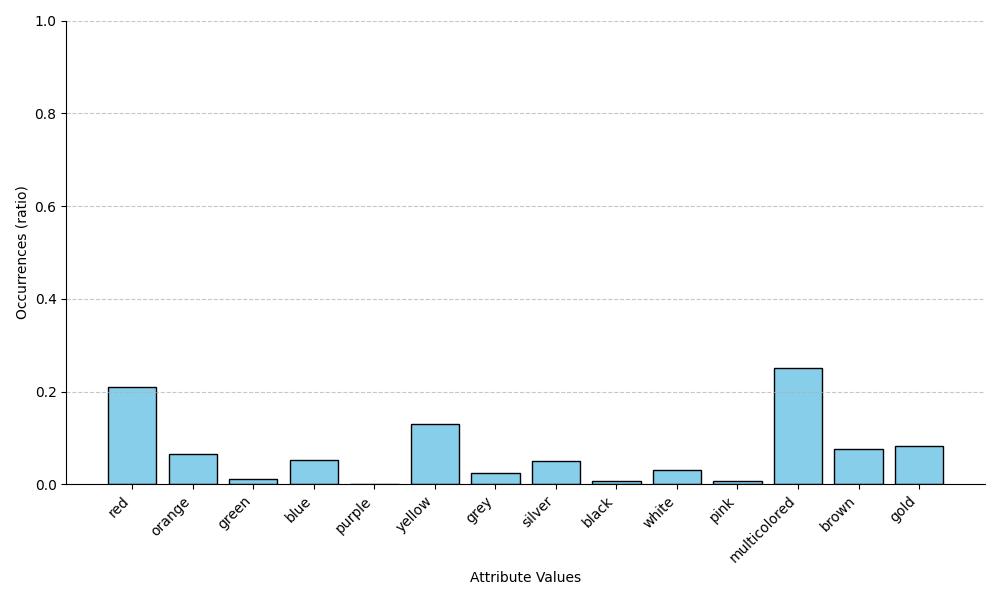 1.0
0.8
0.6
0.4
0.2
0.0
Occurrences (ratio)
red
orange
green
blue
purple
yellow
grey
silver
black
white
pink
multicolored
brown
gold
Attribute Values